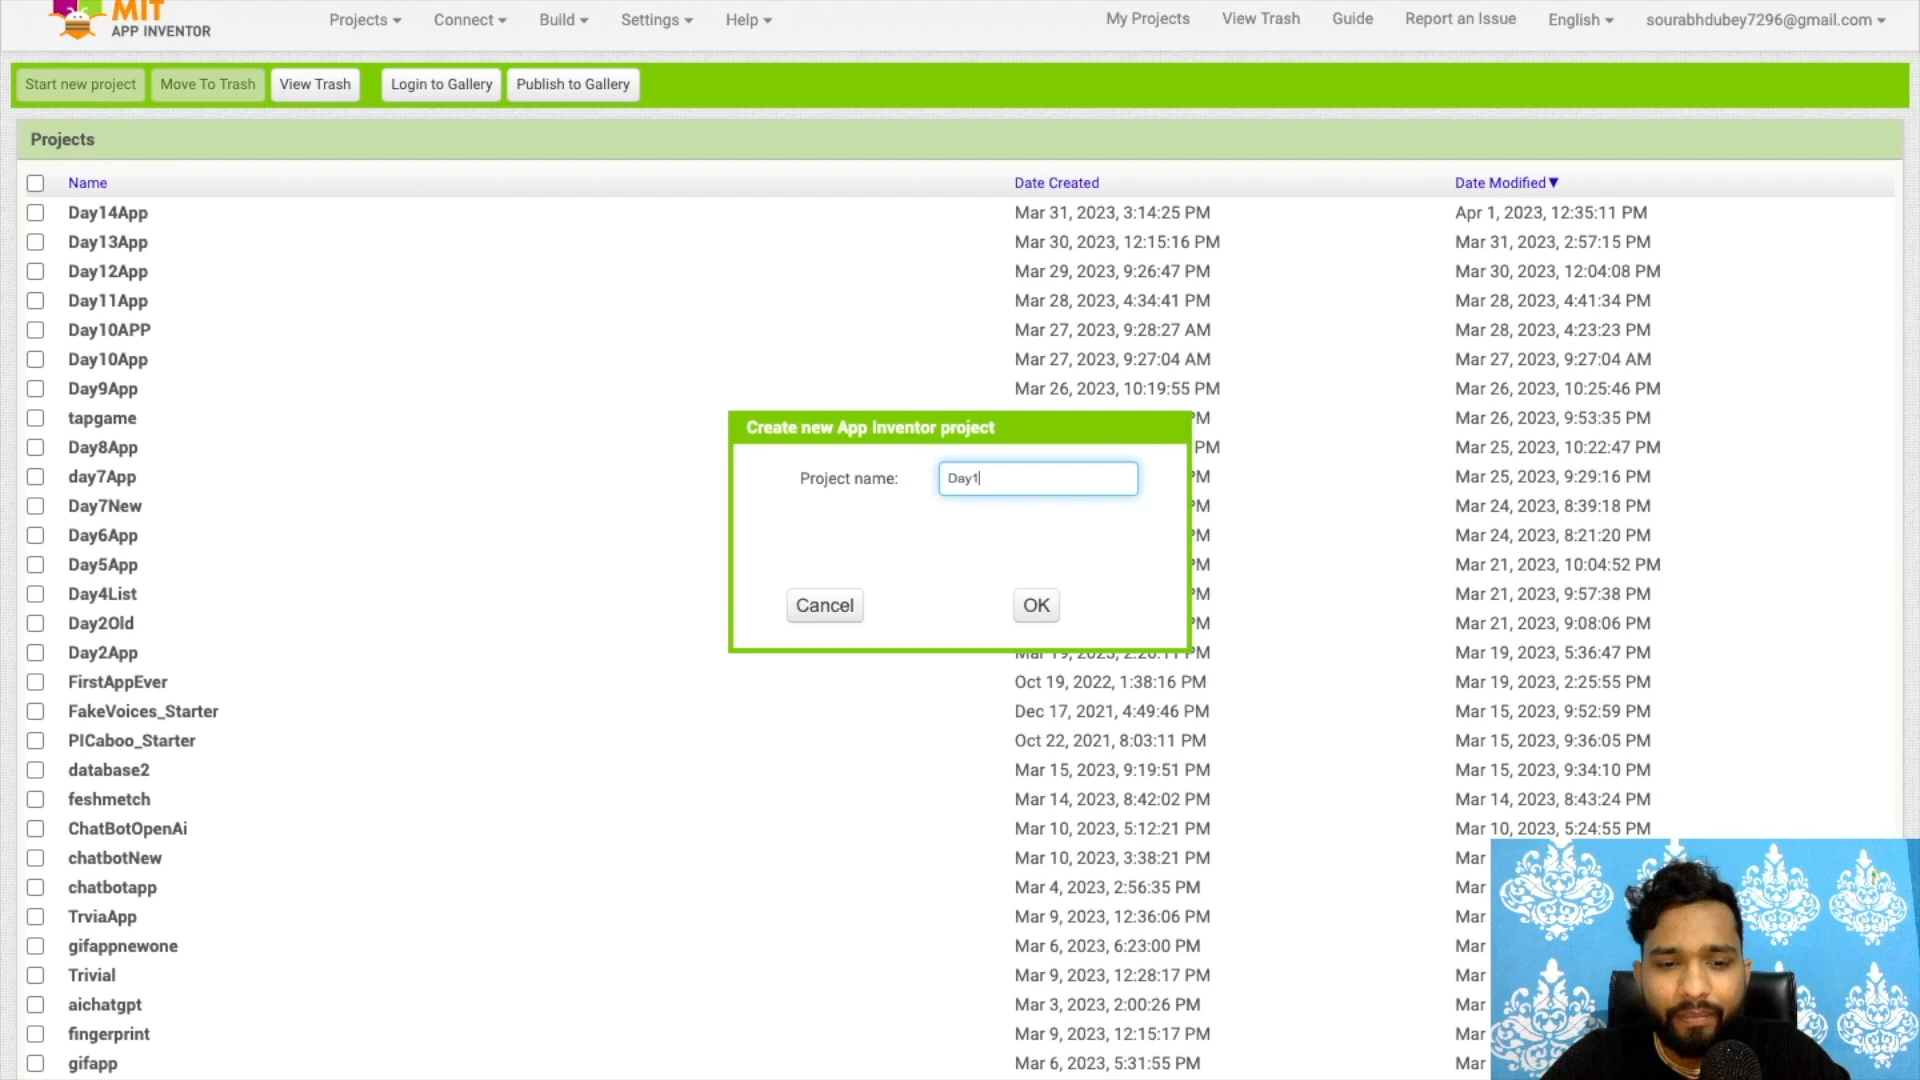 MIT
APP INVENTOR
Projects Connect Build Settings Help My Projects View Trash Guide Report an Issue English sourabhdubey7296@gmail.com
Start new project Move To Trash View Trash Login to Gallery Publish to Gallery
Projects
Name Date Created Date Modified
Day14App Mar 31, 2023, 3:14:25 PM Apr 1, 2023, 12:35:11 PM
Day13App Mar 30, 2023, 12:15:16 PM Mar 31, 2023, 2:57:15 PM
Day12App Mar 29, 2023, 9:26:47 PM Mar 30, 2023, 12:04:08 PM
Day11App Mar 28, 2023, 4:34:41 PM Mar 28, 2023, 4:41:34 PM
Day10APP Mar 27, 2023, 9:28:27 AM Mar 28, 2023, 4:23:23 PM
Day10App Mar 27, 2023, 9:27:04 AM Mar 27, 2023, 9:27:04 AM
Day9App Mar 26, 2023, 10:19:55 PM Mar 26, 2023, 10:25:46 PM
tapgame PM Mar 26, 2023, 9:53:35 PM
Day8App PM Mar 25, 2023, 10:22:47 PM
day7App PM Mar 25, 2023, 9:29:16 PM
Day7New PM Mar 24, 2023, 8:39:18 PM
Day6App PM Mar 24, 2023, 8:21:20 PM
Day5App PM Mar 21, 2023, 10:04:52 PM
Day4List PM Mar 21, 2023, 9:57:38 PM
Day2Old PM Mar 21, 2023, 9:08:06 PM
Day2App PM Mar 19, 2023, 5:36:47 PM
FirstAppEver Oct 19, 2022, 1:38:16 PM Mar 19, 2023, 2:25:55 PM
FakeVoices_Starter Dec 17, 2021, 4:49:46 PM Mar 15, 2023, 9:52:59 PM
PICaboo_Starter Oct 22, 2021, 8:03:11 PM Mar 15, 2023, 9:36:05 PM
database2 Mar 15, 2023, 9:19:51 PM Mar 15, 2023, 9:34:10 PM
feshmetch Mar 14, 2023, 8:42:02 PM Mar 14, 2023, 8:43:24 PM
ChatBotOpenAi Mar 10, 2023, 5:12:21 PM Mar 10, 2023, 5:24:55 PM
chatbotNew Mar 10, 2023, 3:38:21 PM Mar
chatbotapp Mar 4, 2023, 2:56:35 PM Mar
TrviaApp Mar 9, 2023, 12:36:06 PM Mar
gifappnewone Mar 6, 2023, 6:23:00 PM Mar
Trivial Mar 9, 2023, 12:28:17 PM Mar
aichatgpt Mar 3, 2023, 2:00:26 PM Mar
fingerprint Mar 9, 2023, 12:15:17 PM Mar
gifapp Mar 6, 2023, 5:31:55 PM Mar
Create new App Inventor project
Project name: Day1
Cancel OK